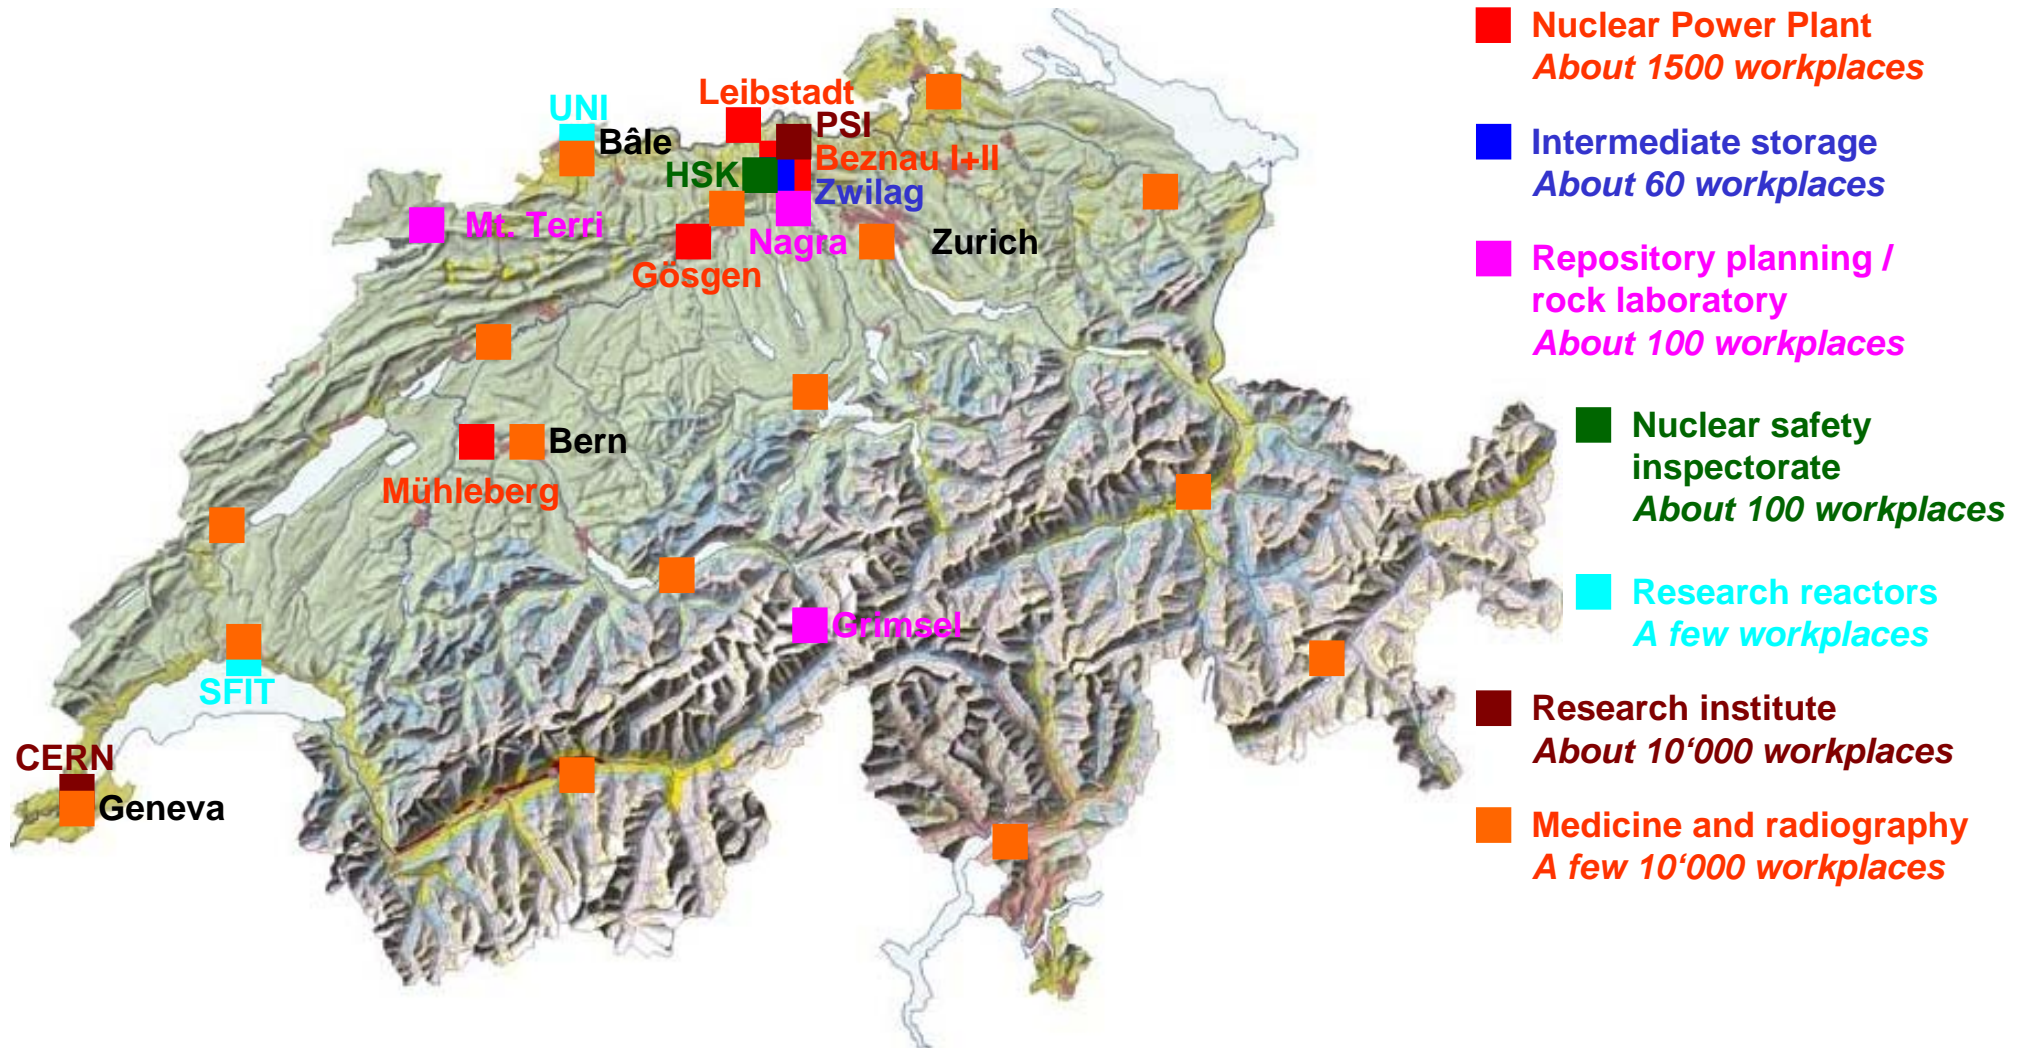 Leibstadt
UNI
Bâle
PSI
Beznau I+II
HSK
Zwilag
Mt. Terri
Nagra
Zurich
Gösgen
Bern
Mühleberg
Grimsel
SFIT
CERN
Geneva
Nuclear Power Plant
About 1500 workplaces
Intermediate storage
About 60 workplaces
Repository planning /
rock laboratory
About 100 workplaces
Nuclear safety
inspectorate
About 100 workplaces
Research reactors
A few workplaces
Research institute
About 10‘000 workplaces
Medicine and radiography
A few 10‘000 workplaces